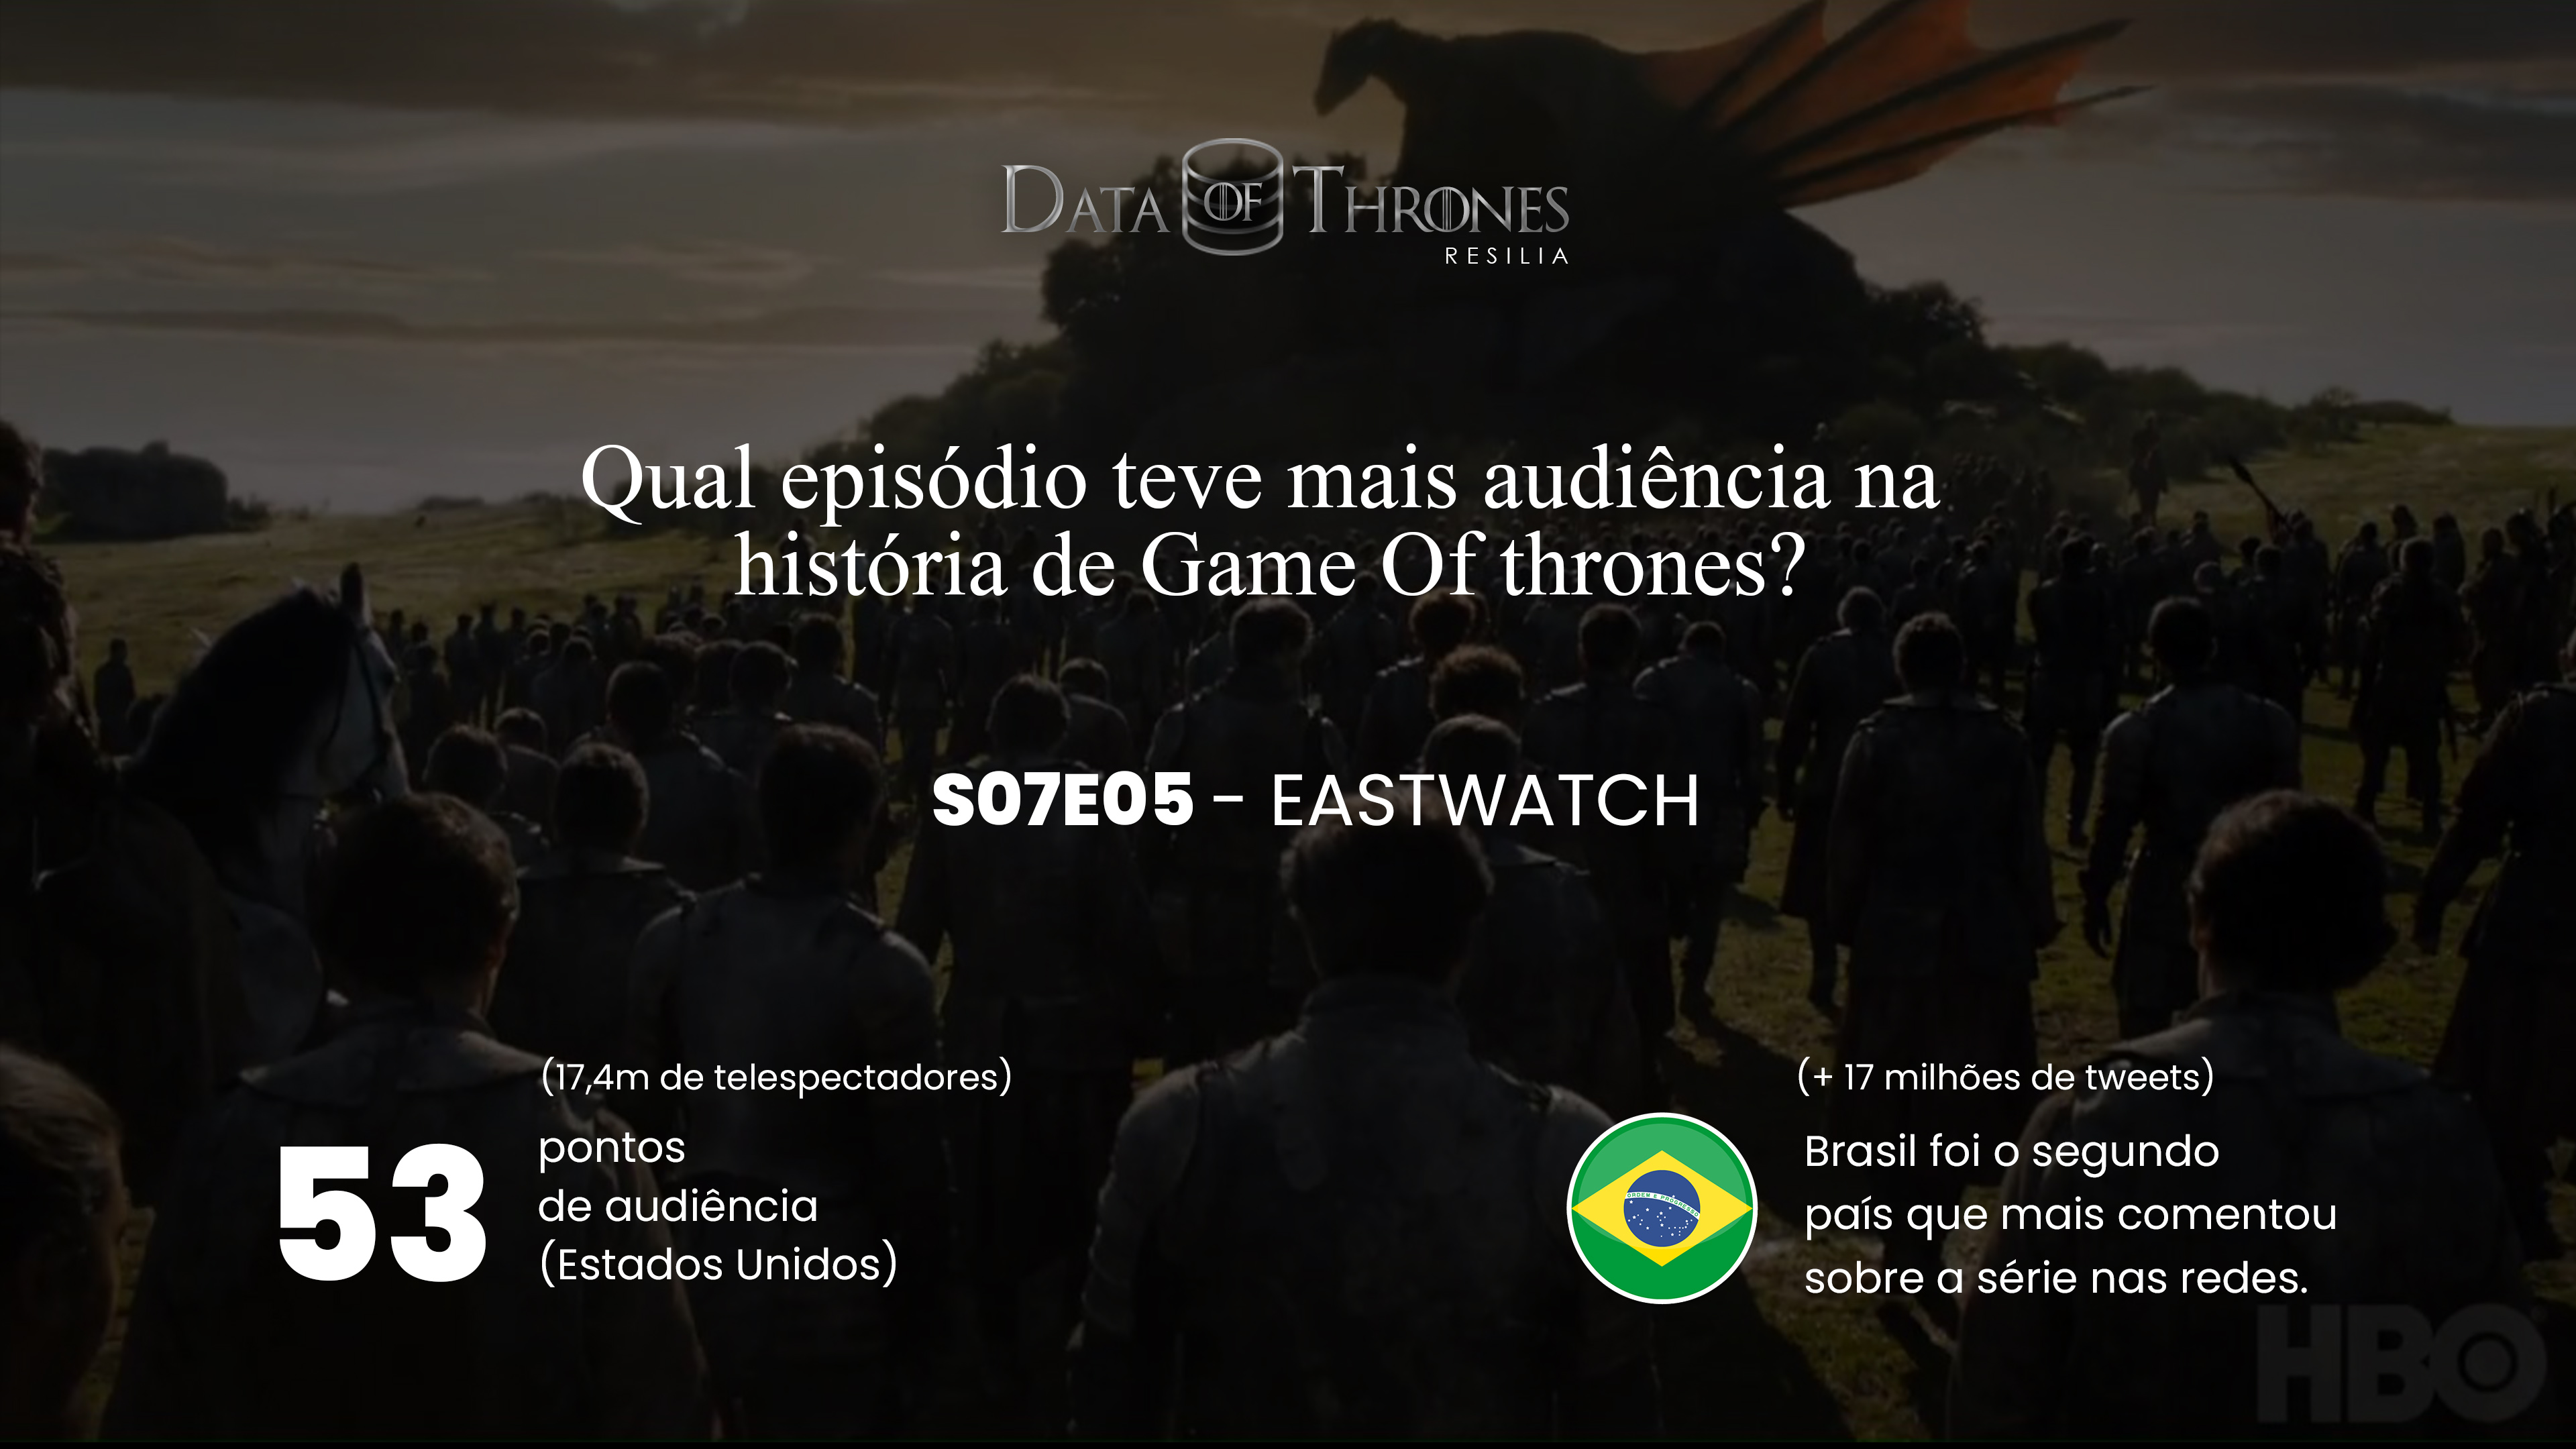 DATA OF THRONES
RESILIA
Qual episódio teve mais audiência na
história de Game Of thrones?
S07E05 - EASTWATCH
(17,4m de telespectadores)
53
pontos
de audiência
(Estados Unidos)
(+ 17 milhões de tweets)
ORDEM E PROGRESSO
Brasil foi o segundo
país que mais comentou
sobre a série nas redes.
HBO